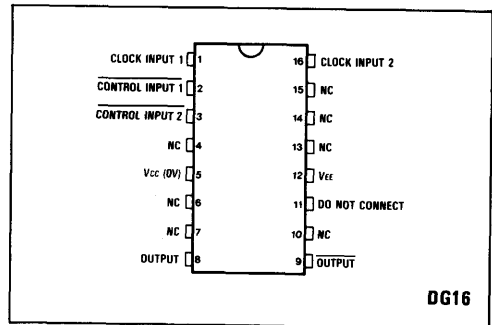 CLOCK INPUT 1 1
CONTROL INPUT 1 2
CONTROL INPUT 2 3
NC 4
Vcc (0V) 5
NC 6
NC 7
OUTPUT 8
16 CLOCK INPUT 2
15 NC
14 NC
13 NC
12 VEE
11 DO NOT CONNECT
10 NC
9 OUTPUT
DG16